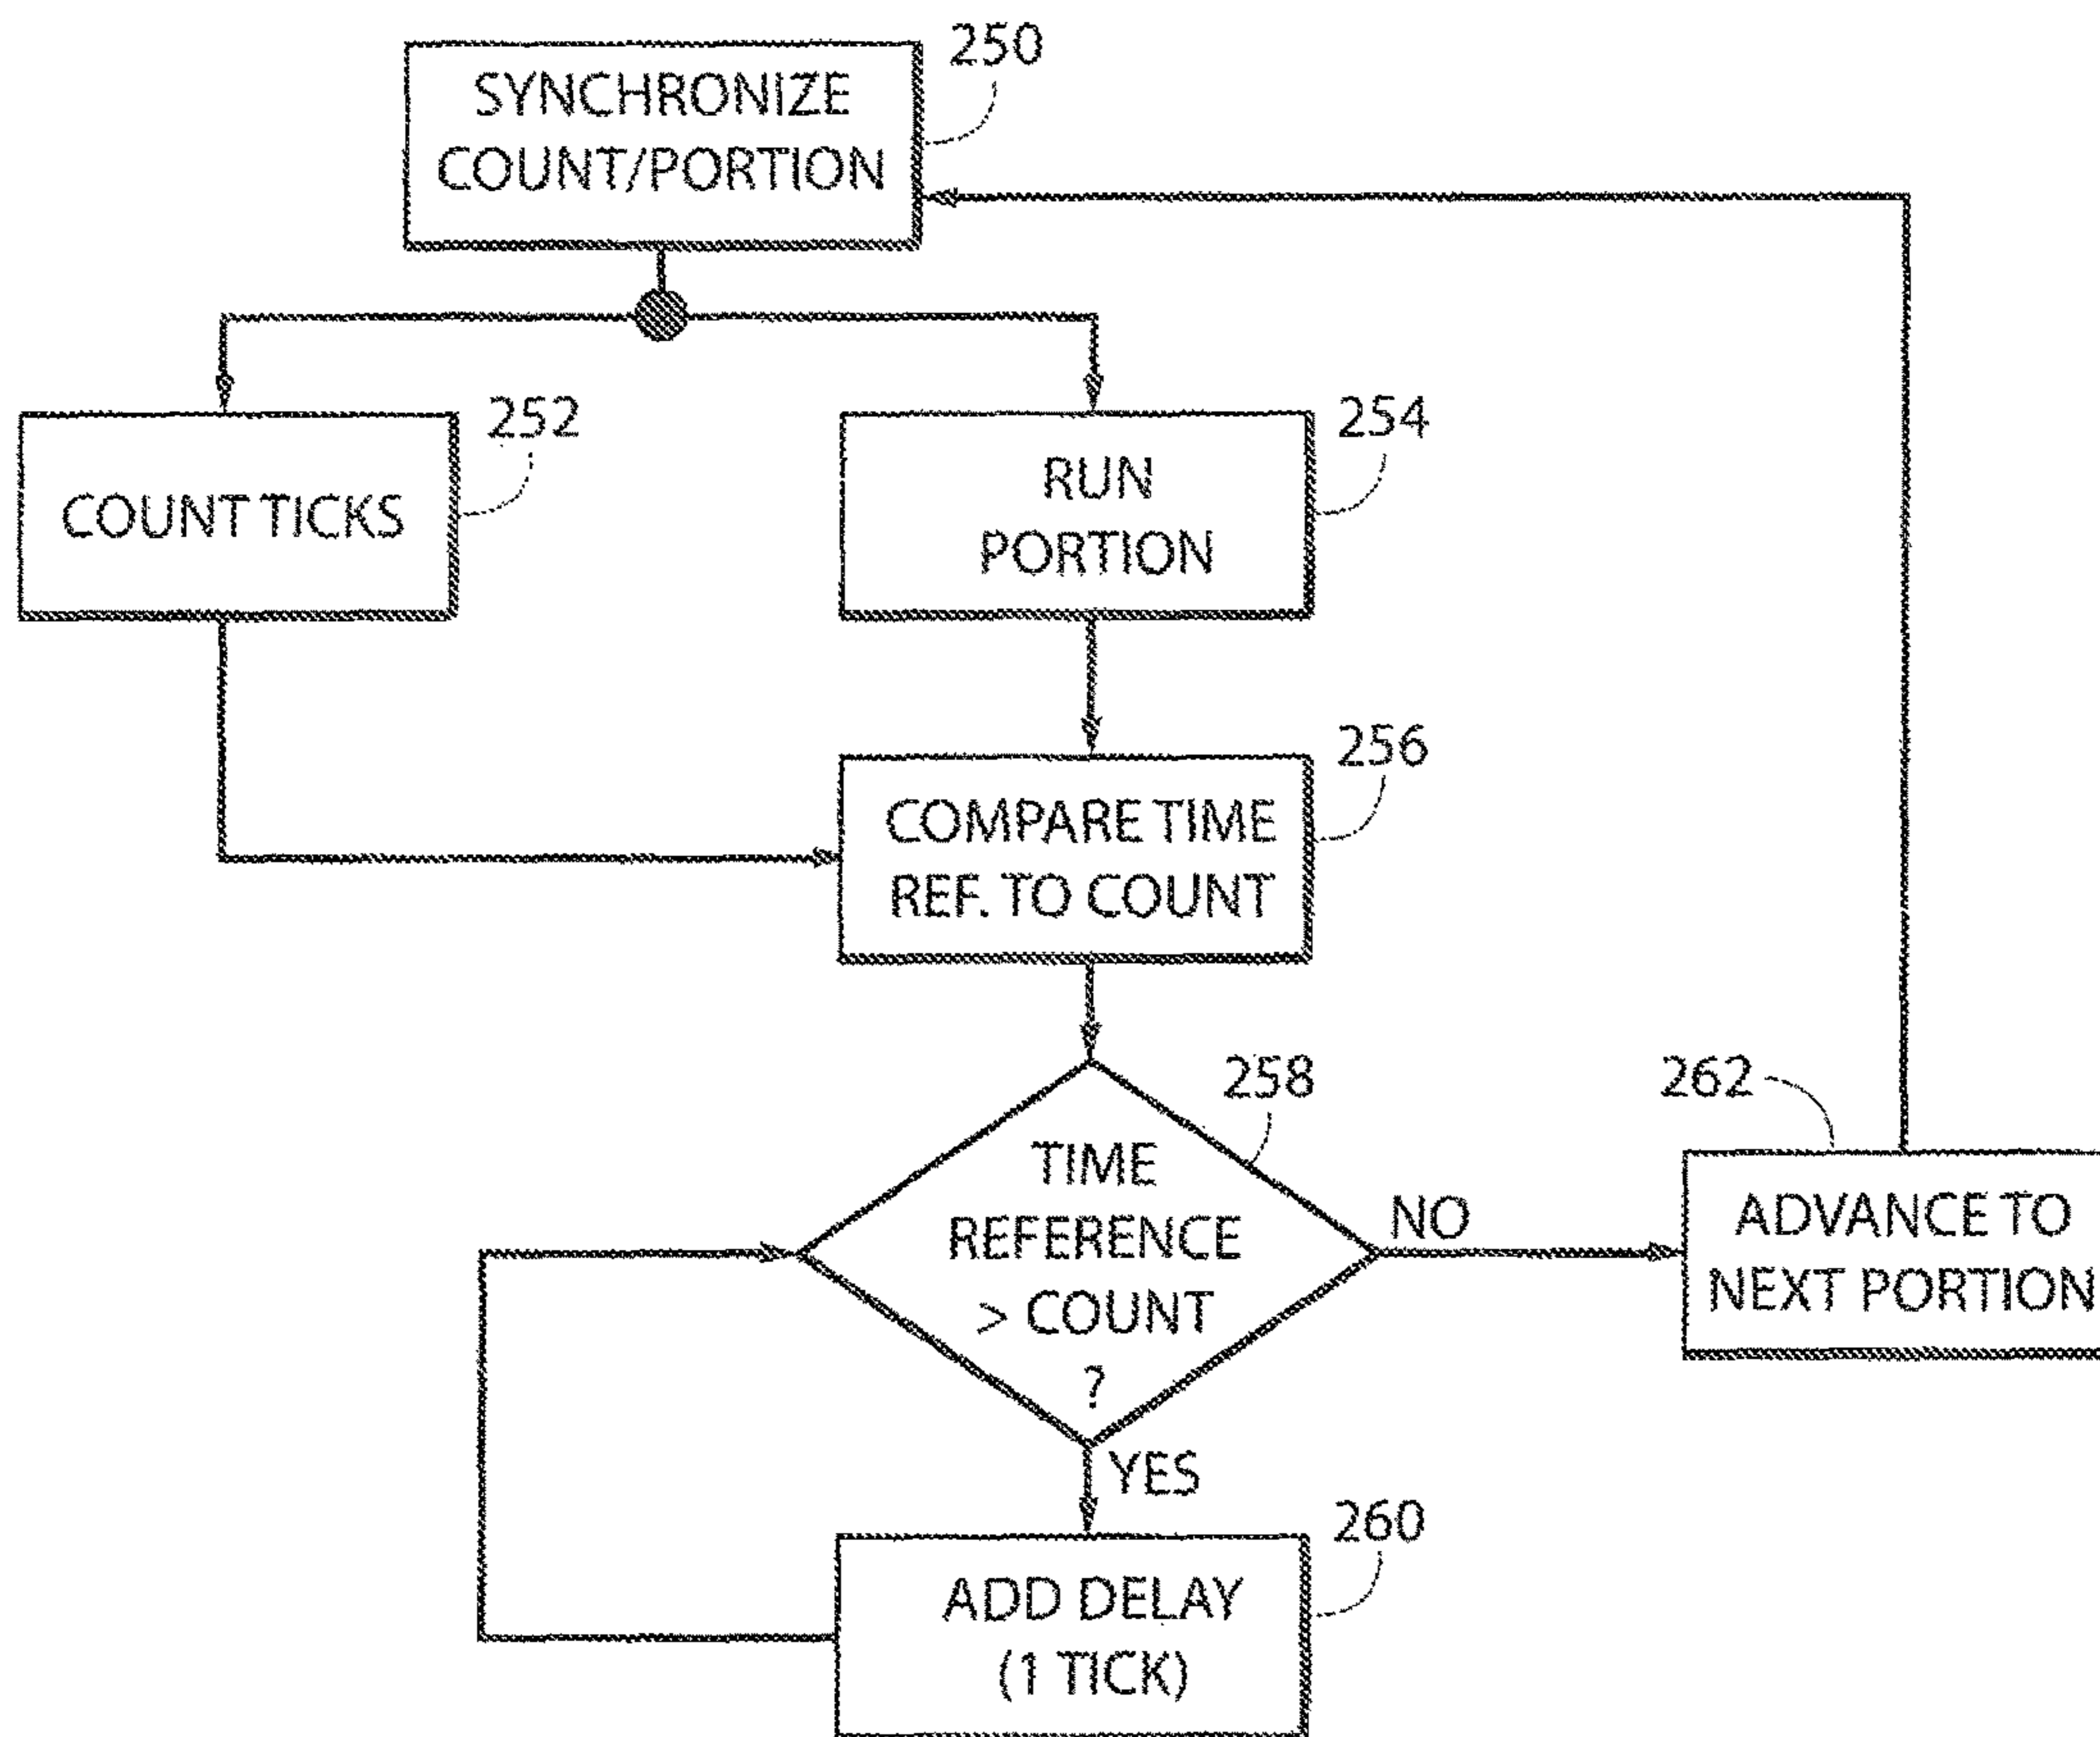 250
SYNCHRONIZE
COUNT/PORTION
252
COUNT TICKS
254
RUN
PORTION
256
COMPARE TIME
REF. TO COUNT
258
TIME
REFERENCE
> COUNT
?
NO
262
ADVANCE TO
NEXT PORTION
YES
260
ADD DELAY
(1 TICK)